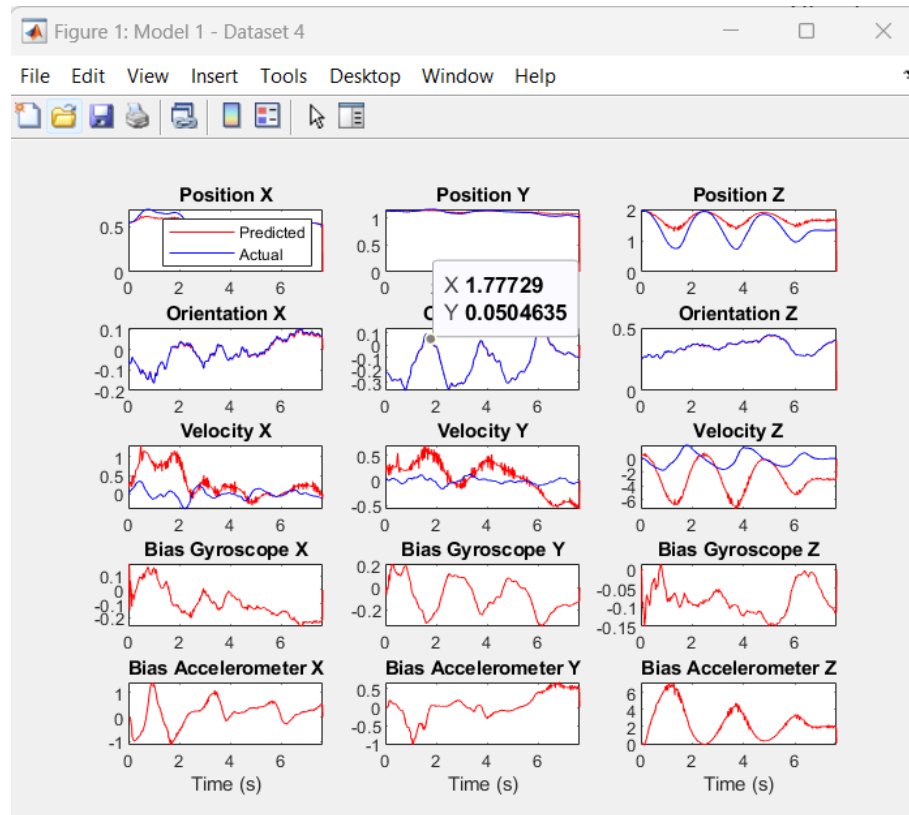 Figure 1: Model 1 - Dataset 4
File Edit View Insert Tools Desktop Window Help
Position X
Position Y
Position Z
0.5
0
Predicted
Actual
1
0.5
0
0 2 4 6
2
1
0
0 2 4 6
X 1.77729
Y 0.0504635
Orientation X
0.1
0
-0.1
-0.2
0 2 4 6
0.1
0
-0.1
-0.2
-0.3
0 2 4 6
Orientation Z
0.5
0
0 2 4 6
Velocity X
1
0.5
0
0 2 4 6
Velocity Y
0.5
0
-0.5
0 2 4 6
Velocity Z
0
-2
-4
-6
0 2 4 6
Bias Gyroscope X
0.1
0
-0.1
-0.2
0 2 4 6
Bias Gyroscope Y
0.2
0
-0.2
0 2 4 6
Bias Gyroscope Z
0
-0.05
-0.1
-0.15
0 2 4 6
Bias Accelerometer X
1
0
-1
0 2 4 6
Time (s)
Bias Accelerometer Y
0.5
0
-0.5
-1
0 2 4 6
Time (s)
Bias Accelerometer Z
6
4
2
0
0 2 4 6
Time (s)